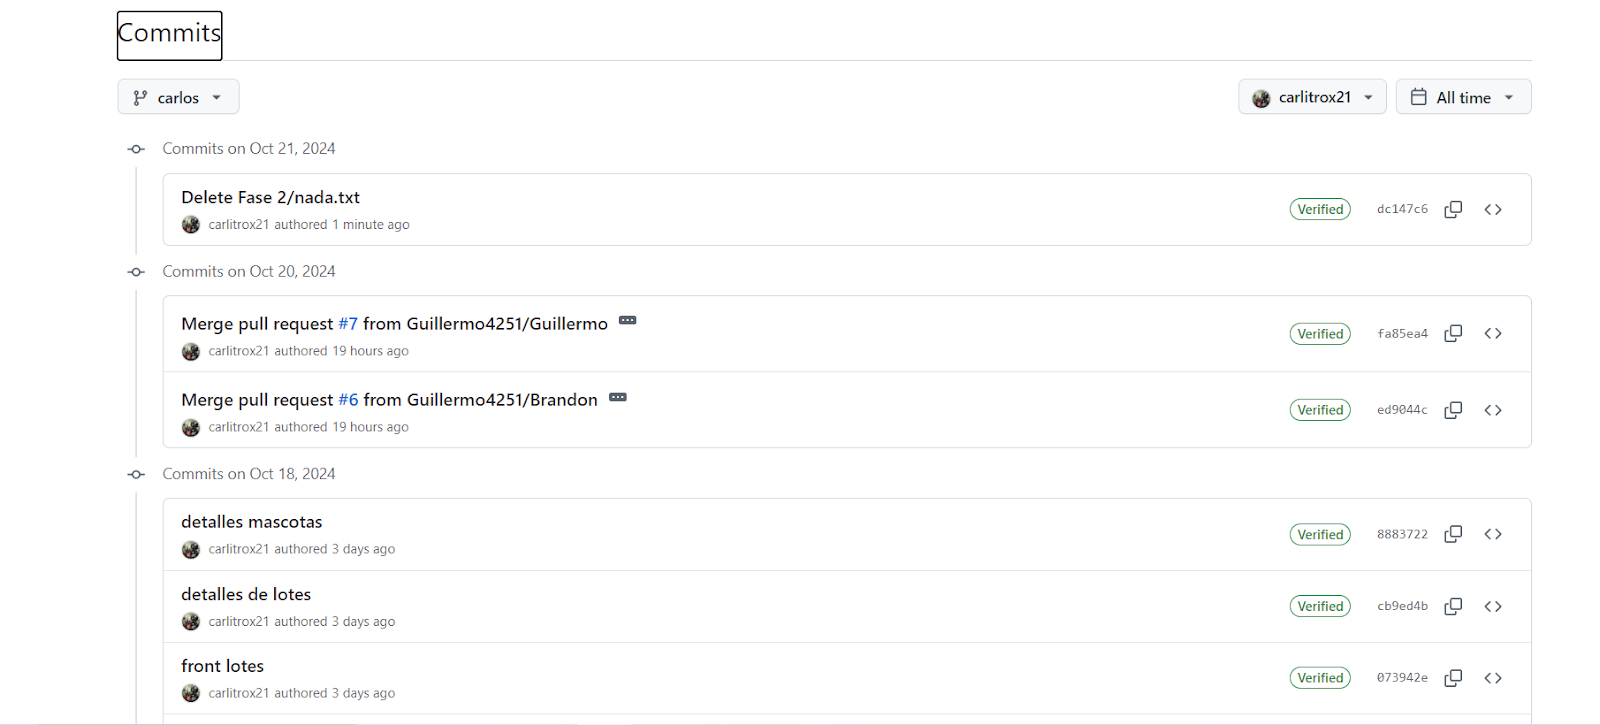 Commits
carlos
carlitrox21
All time
Commits on Oct 21, 2024
Delete Fase 2/nada.txt
carlitrox21 authored 1 minute ago
Verified
dc147c6
Commits on Oct 20, 2024
Merge pull request #7 from Guillermo4251/Guillermo
carlitrox21 authored 19 hours ago
Verified
fa85ea4
Merge pull request #6 from Guillermo4251/Brandon
carlitrox21 authored 19 hours ago
Verified
ed9044c
Commits on Oct 18, 2024
detalles mascotas
carlitrox21 authored 3 days ago
Verified
8883722
detalles de lotes
carlitrox21 authored 3 days ago
Verified
cb9ed4b
front lotes
carlitrox21 authored 3 days ago
Verified
073942e